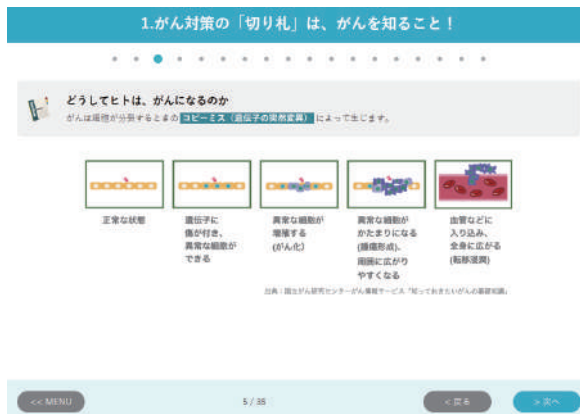 1.がん対策の「切り札」は、がんを知ること！
どうしてヒトは、がんになるのか
がんは細胞が分裂するときの コピーミス（遺伝子の突然変異） によって生じます。
正常な状態
遺伝子に
傷が付き、
異常な細胞が
できる
異常な細胞が
増殖する
(がん化)
異常な細胞が
かたまりになる
(腫瘍形成)、
周囲に広がり
やすくなる
血管などに
入り込み、
全身に広がる
(転移浸潤)
出典：国立がん研究センターがん情報サービス「知っておきたいがんの基礎知識」
<< MENU
5 / 38
< 戻る
> 次へ